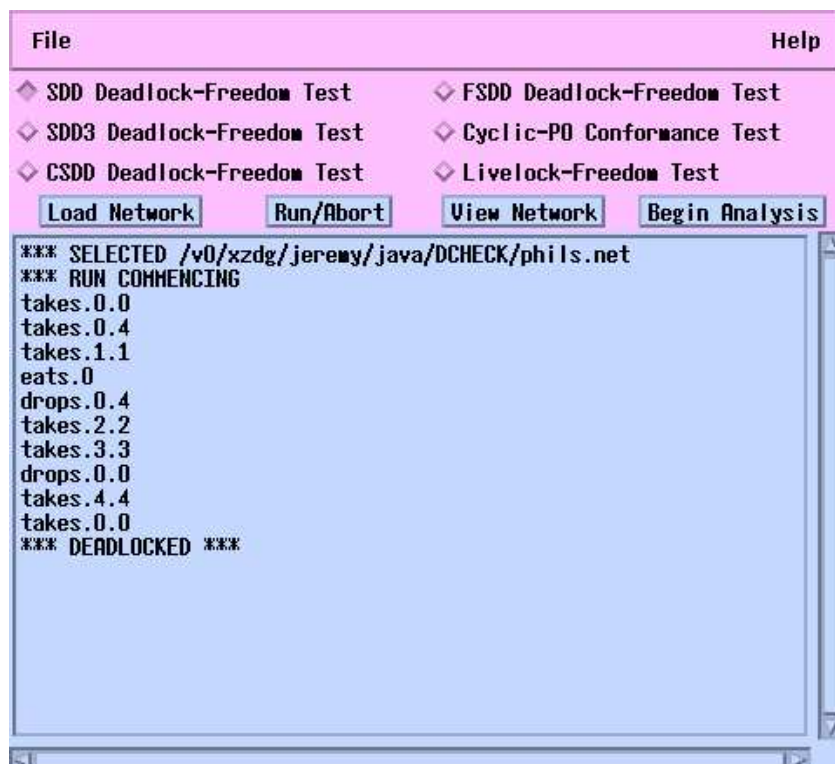 File Help
SDD Deadlock-Freedom Test FSDD Deadlock-Freedom Test
SDD3 Deadlock-Freedom Test Cyclic-PO Conformance Test
CSDD Deadlock-Freedom Test Livelock-Freedom Test
Load Network Run/Abort View Network Begin Analysis
*** SELECTED /v0/xzdg/jeremy/java/DCHECK/phils.net
*** RUN COMMENCING
takes.0.0
takes.0.4
takes.1.1
eats.0
drops.0.4
takes.2.2
takes.3.3
drops.0.0
takes.4.4
takes.0.0
*** DEADLOCKED ***